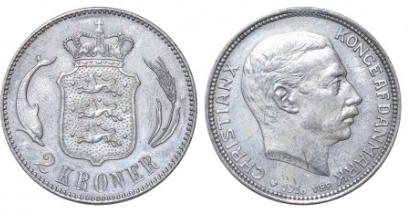 2 KRONER
CHRISTIAN X KONGE AF DANMARK